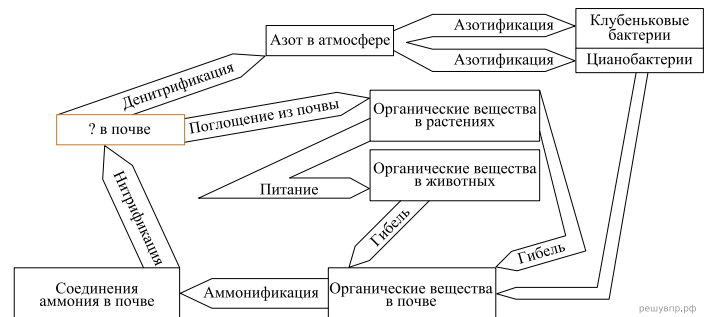 Азот в атмосфере
Азотификация
Клубеньковые
бактерии
Азотификация
Цианобактерии
Денитрификация
? в почве
Поглощение из почвы
Органические вещества
в растениях
Органические вещества
в животных
Питание
Нитрификация
Гибель
Гибель
Соединения
аммония в почве
Аммонификация
Органические вещества
в почве
решувпр.рф